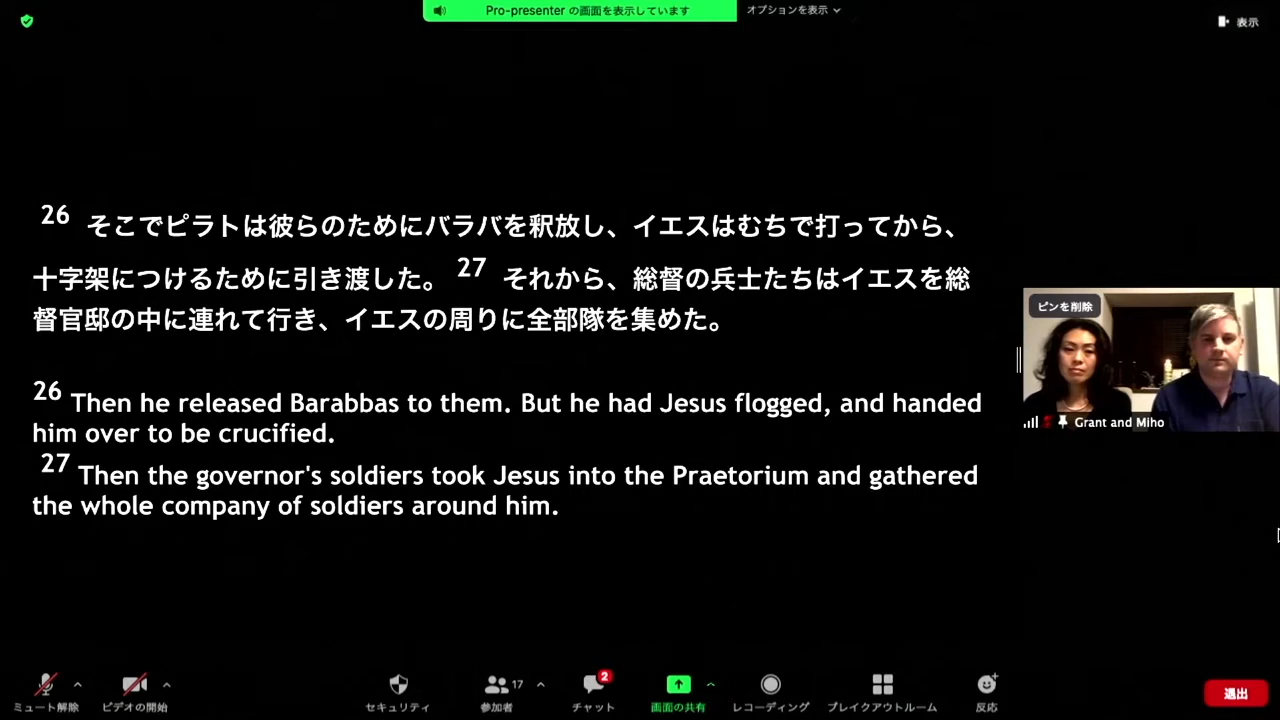 Pro-presenter の画面を表示しています
オプションを表示
表示
26 そこでピラトは彼らのためにバラバを釈放し、イエスはむちで打ってから、
十字架につけるために引き渡した。 27 それから、総督の兵士たちはイエスを総
督官邸の中に連れて行き、イエスの周りに全部隊を集めた。
26 Then he released Barabbas to them. But he had Jesus flogged, and handed
him over to be crucified.
27 Then the governor's soldiers took Jesus into the Praetorium and gathered
the whole company of soldiers around him.
ピンを削除
Grant and Miho
ミュート解除
ビデオの開始
セキュリティ
17
参加者
2
チャット
画面の共有
レコーディング
ブレイクアウトルーム
反応
退出